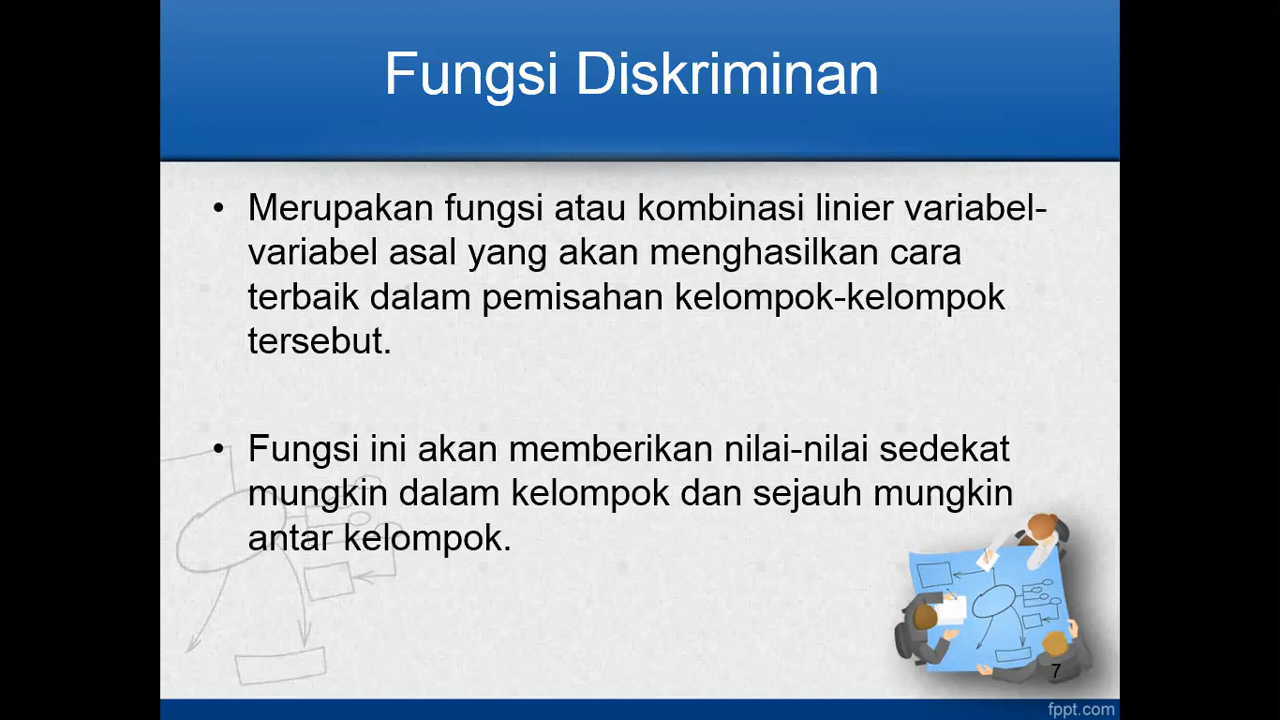 Fungsi Diskriminan
• Merupakan fungsi atau kombinasi linier variabel-
variabel asal yang akan menghasilkan cara
terbaik dalam pemisahan kelompok-kelompok
tersebut.
• Fungsi ini akan memberikan nilai-nilai sedekat
mungkin dalam kelompok dan sejauh mungkin
antar kelompok.
7
fppt.com